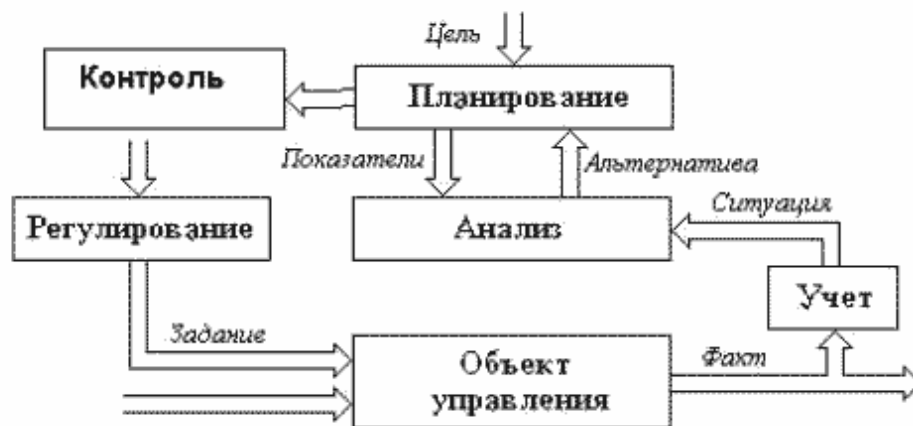 Цель
Контроль
Планирование
Показатели
Альтернатива
Ситуация
Регулирование
Анализ
Учет
Задание
Объект
управления
Факт